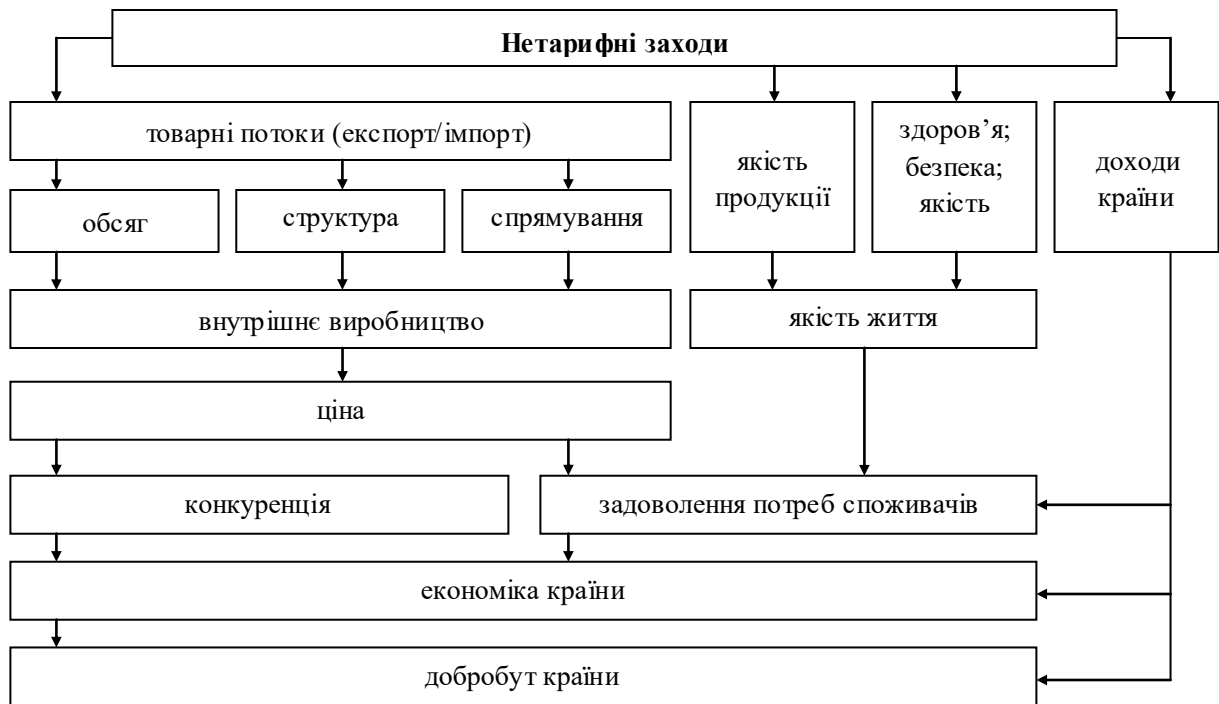 Нетарифні заходи
товарні потоки (експорт/імпорт)
якість
продукції
здоров’я;
безпека;
якість
доходи
країни
обсяг
структура
спрямування
внутрішнє виробництво
якість життя
ціна
конкуренція
задоволення потреб споживачів
економіка країни
добробут країни